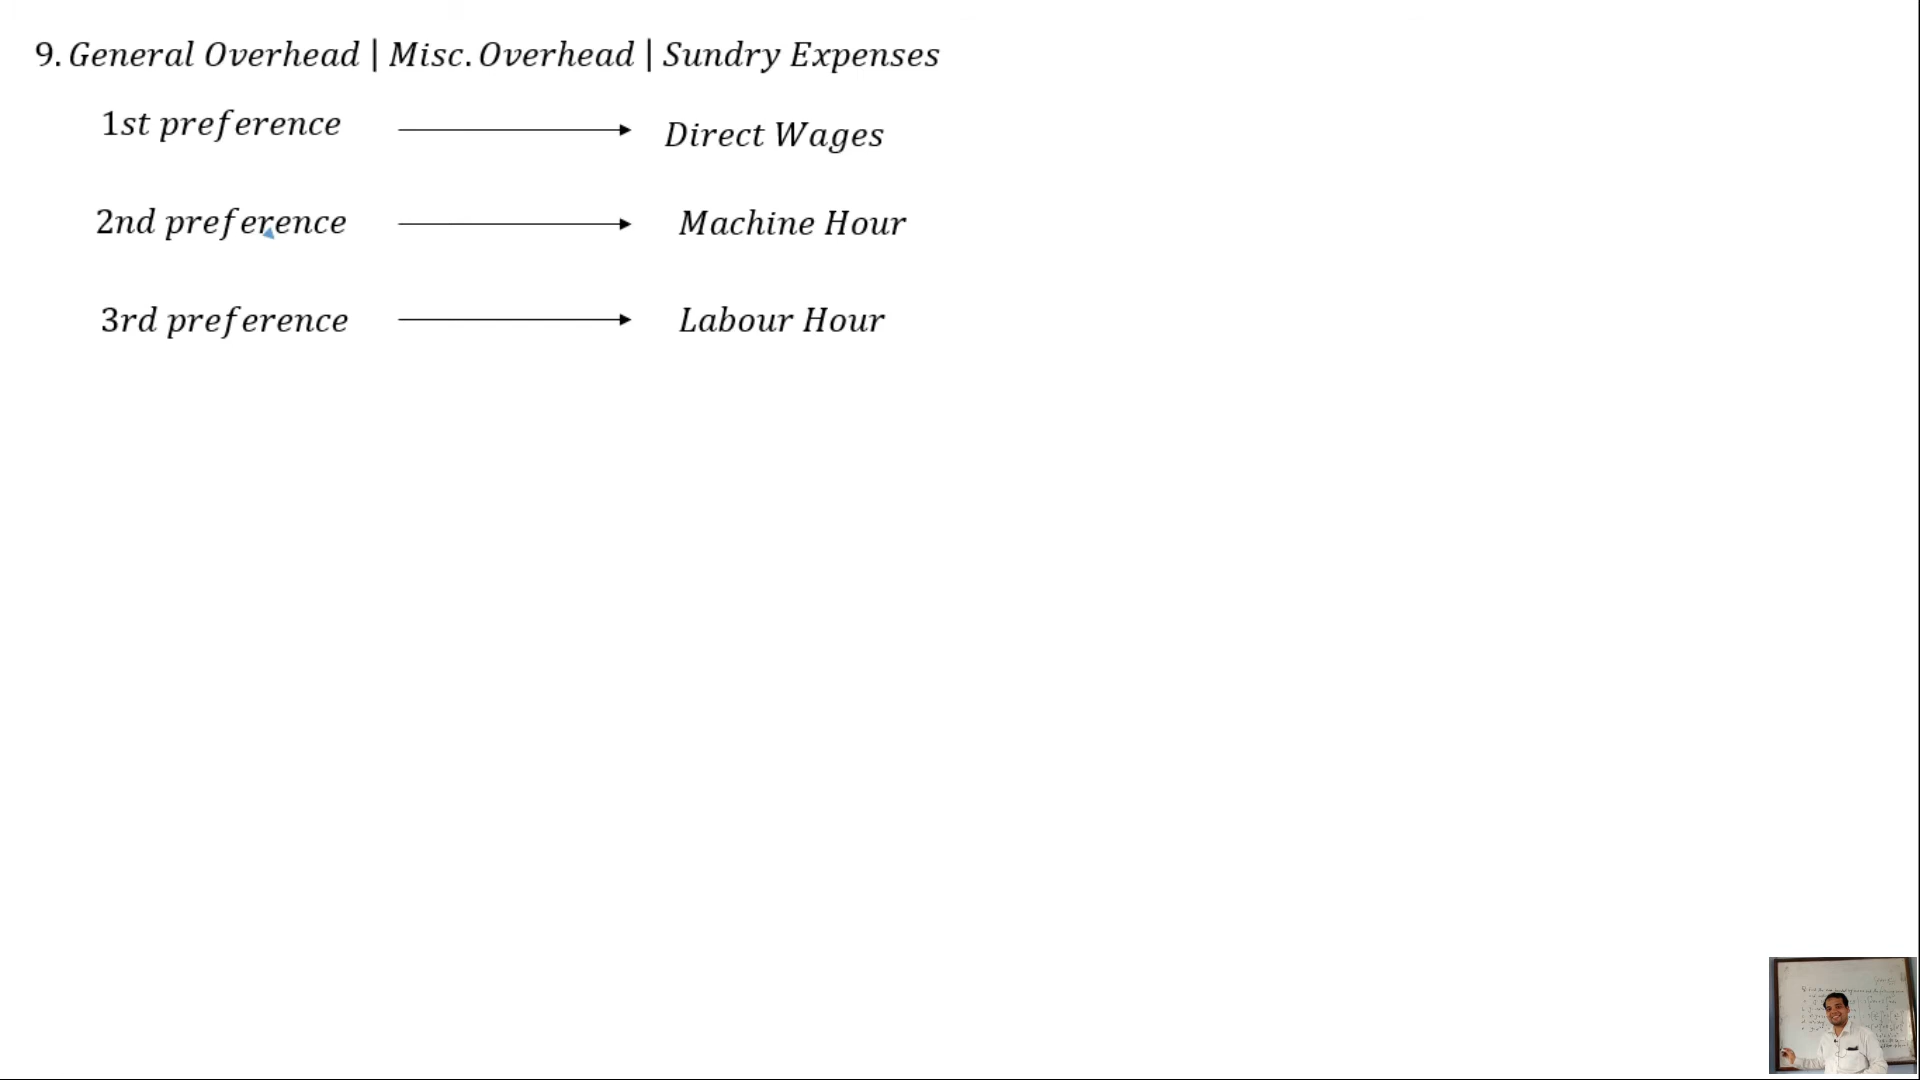 9. General Overhead | Misc. Overhead | Sundry Expenses
1st preference Direct Wages
2nd preference Machine Hour
3rd preference Labour Hour